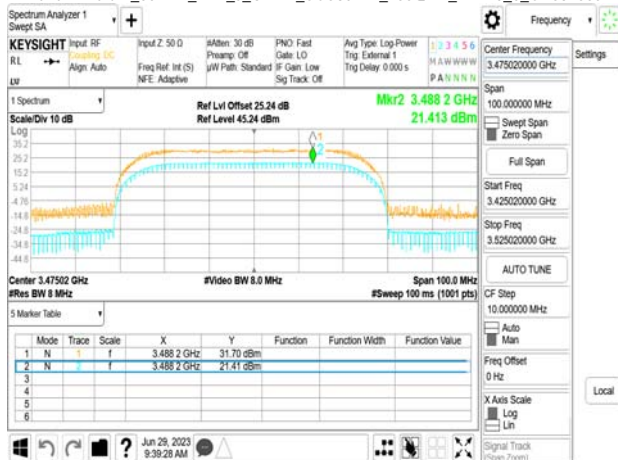 Spectrum Analyzer 1
Swept SA
Frequency
KEYSIGHT Input: RF
RL
Coupling: DC
Align: Auto
LXI
Input Z: 50 Ω
Freq Ref: Int (S)
NFE: Adaptive
#Atten: 30 dB
Preamp: Off
µW Path: Standard
PNO: Fast
Gate: LO
IF Gain: Low
Sig Track: Off
Avg Type: Log-Power
Trig: External 1
Trig Delay: 0.000 s
1 2 3 4 5 6
M A W W W W
P A N N N N
1 Spectrum
Scale/Div 10 dB
Ref Lvl Offset 25.24 dB
Ref Level 45.24 dBm
Mkr2 3.488 2 GHz
21.413 dBm
Log
35.2
25.2
15.2
5.24
-4.76
-14.8
-24.8
-34.8
-44.8
1
2
Center 3.47502 GHz
#Res BW 8 MHz
#Video BW 8.0 MHz
Span 100.0 MHz
#Sweep 100 ms (1001 pts)
5 Marker Table
Mode Trace Scale X Y Function Function Width Function Value
1 N 1 f 3.488 2 GHz 31.70 dBm
2 N 2 f 3.488 2 GHz 21.41 dBm
3
4
5
6
Jun 29, 2023
9:39:28 AM
Center Frequency
3.475020000 GHz
Settings
Span
100.000000 MHz
Swept Span
Zero Span
Full Span
Start Freq
3.425020000 GHz
Stop Freq
3.525020000 GHz
AUTO TUNE
CF Step
10.000000 MHz
Auto
Man
Freq Offset
0 Hz
X Axis Scale
Log
Lin
Local
Signal Track
(Span Zoom)